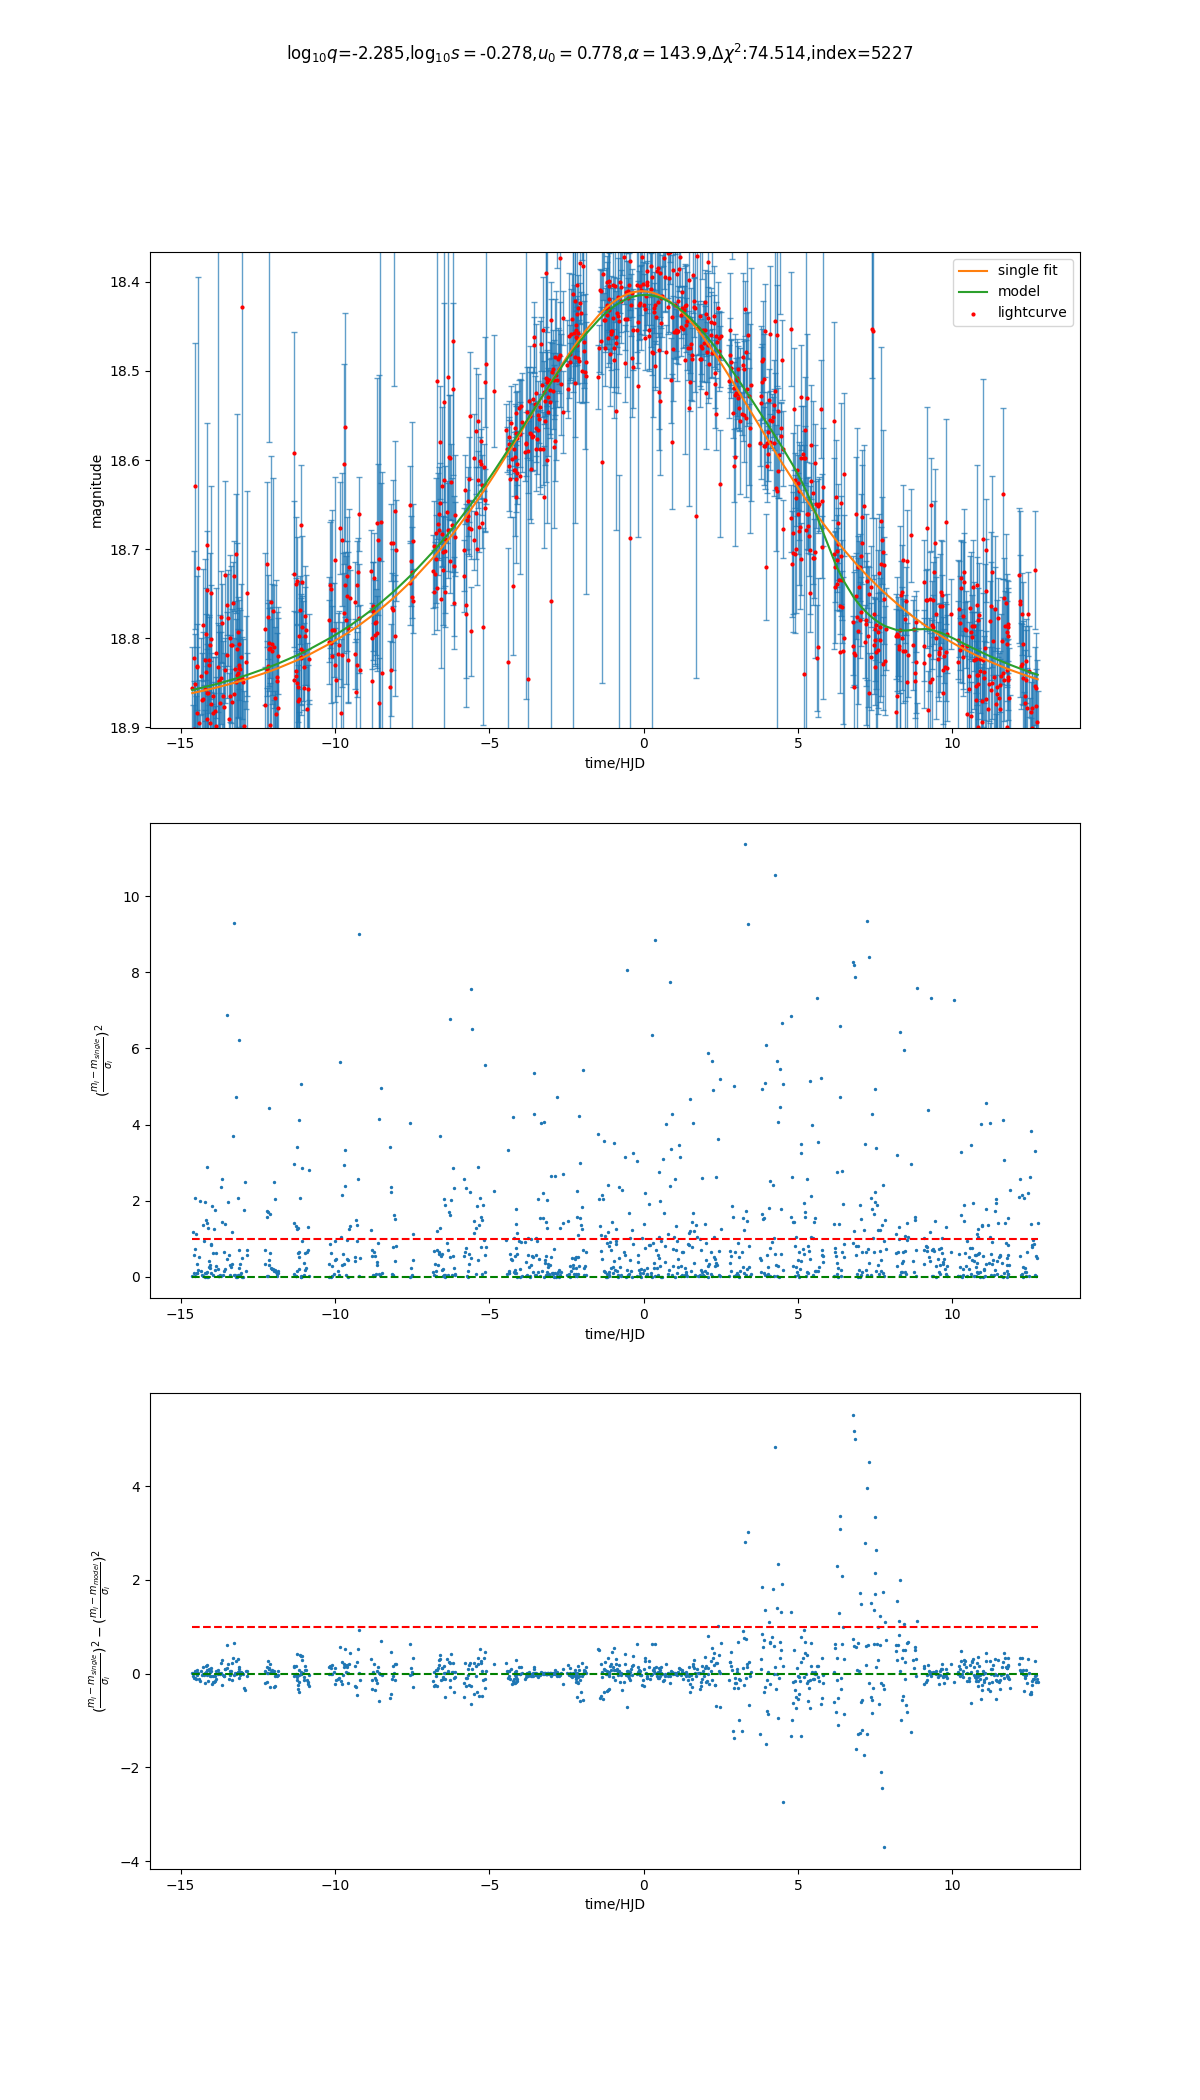 log₁₀q=-2.285,log₁₀s = -0.278,u₀ = 0.778,α = 143.9,Δχ²:74.514,index=5227
single fit
model
lightcurve
18.4
18.5
18.6
18.7
18.8
18.9
magnitude
−15 −10 −5 0 5 10
time/HJD
10
8
6
4
2
0
(mᵢ − m_single / σᵢ)²
−15 −10 −5 0 5 10
time/HJD
4
2
0
−2
−4
(mᵢ − m_single / σᵢ)² − (mᵢ − m_model / σᵢ)²
−15 −10 −5 0 5 10
time/HJD